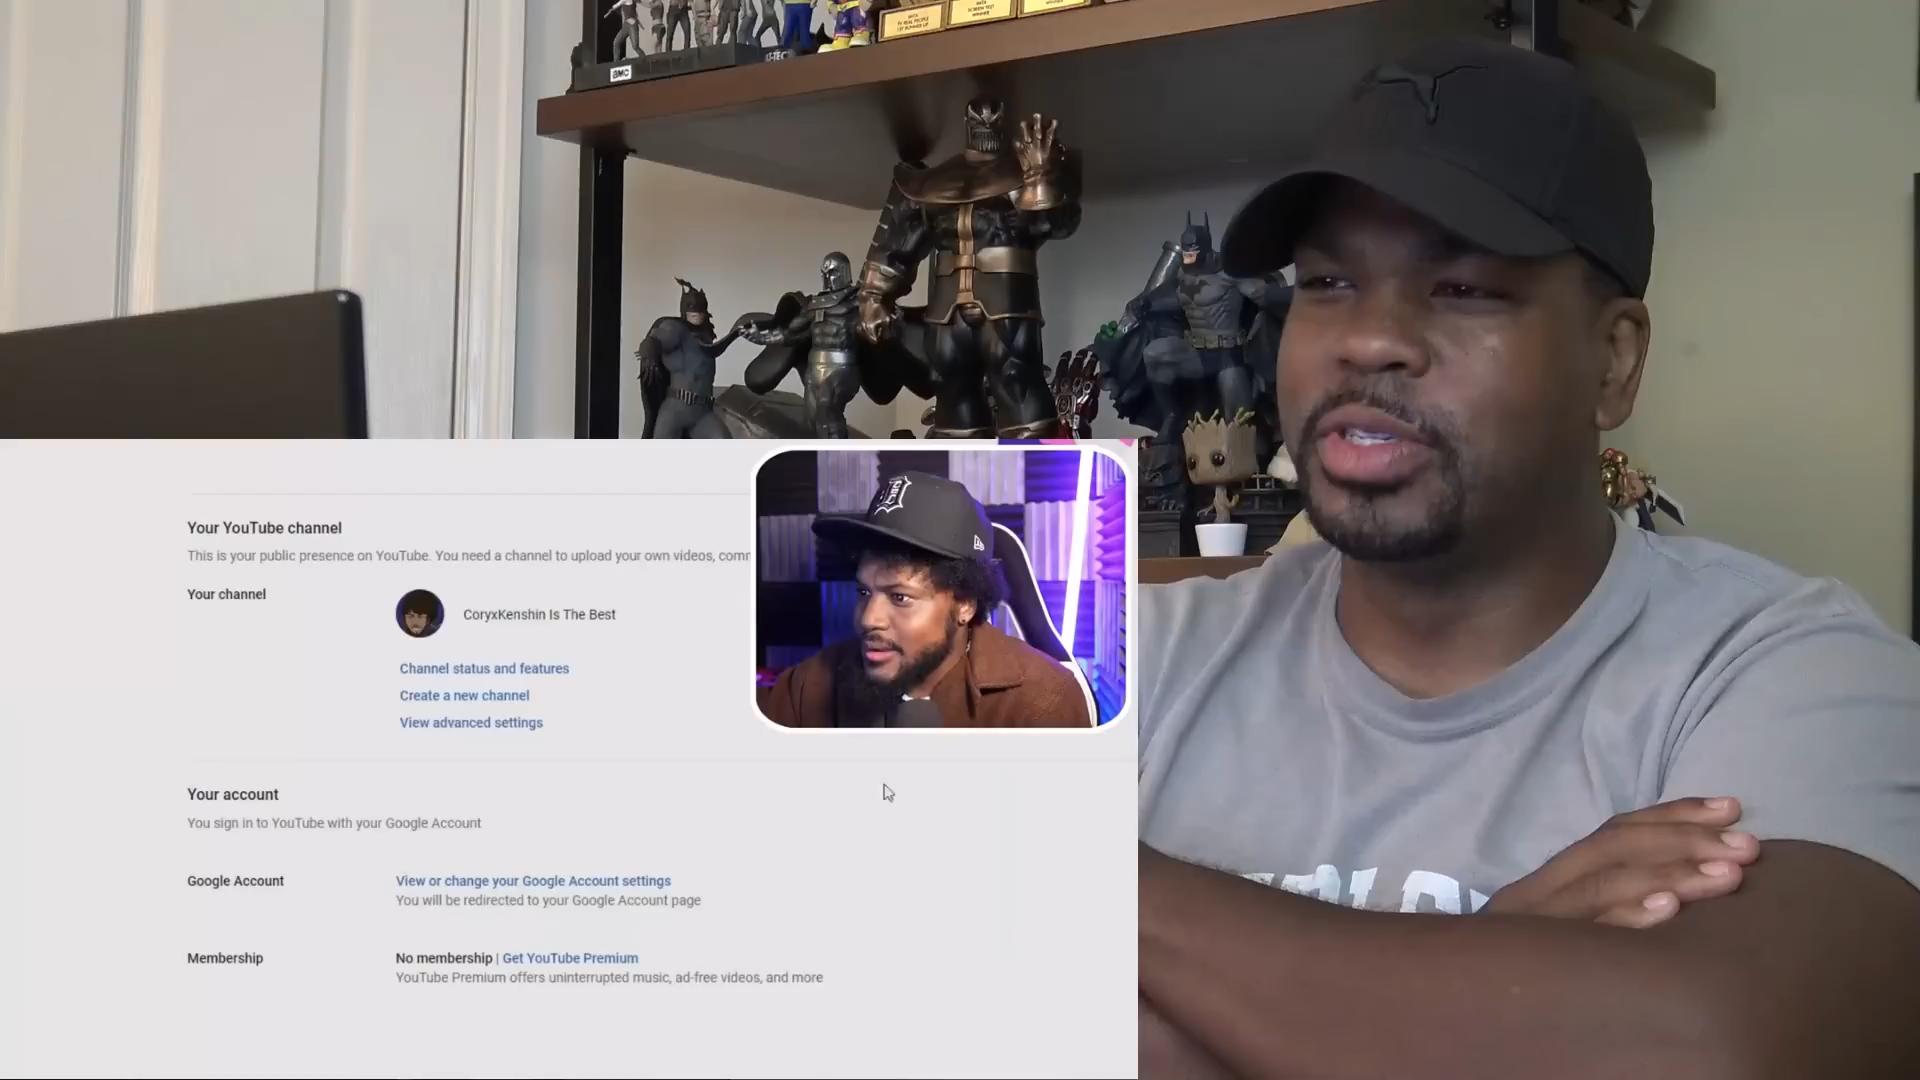 amc
Your YouTube channel
This is your public presence on YouTube. You need a channel to upload your own videos, comm
Your channel
CoryxKenshin Is The Best
Channel status and features
Create a new channel
View advanced settings
Your account
You sign in to YouTube with your Google Account
Google Account
View or change your Google Account settings
You will be redirected to your Google Account page
Membership
No membership | Get YouTube Premium
YouTube Premium offers uninterrupted music, ad-free videos, and more